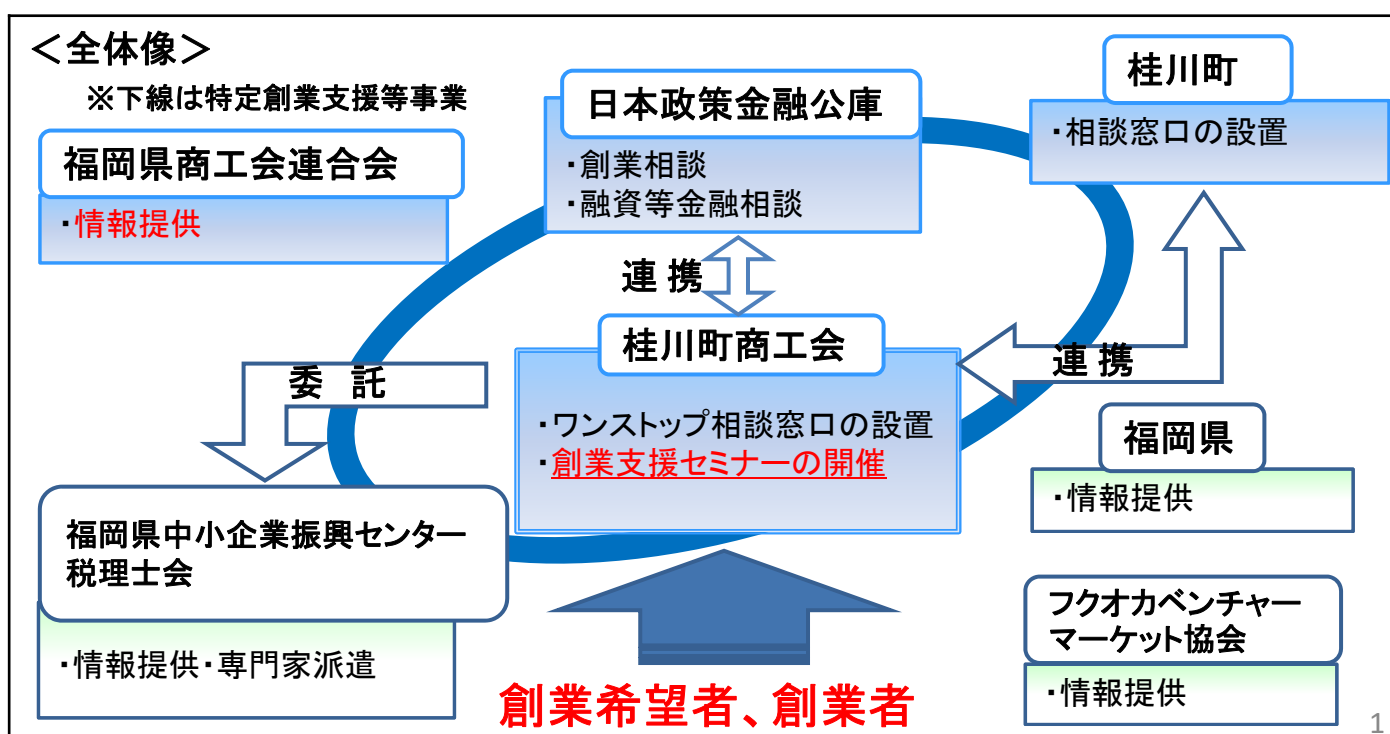 ＜全体像＞
※下線は特定創業支援等事業
福岡県商工会連合会
・情報提供
日本政策金融公庫
・創業相談
・融資等金融相談
桂川町
・相談窓口の設置
連 携
桂川町商工会
・ワンストップ相談窓口の設置
・創業支援セミナーの開催
連 携
委 託
福岡県
・情報提供
福岡県中小企業振興センター
税理士会
・情報提供・専門家派遣
フクオカベンチャー
マーケット協会
・情報提供
創業希望者、創業者
1